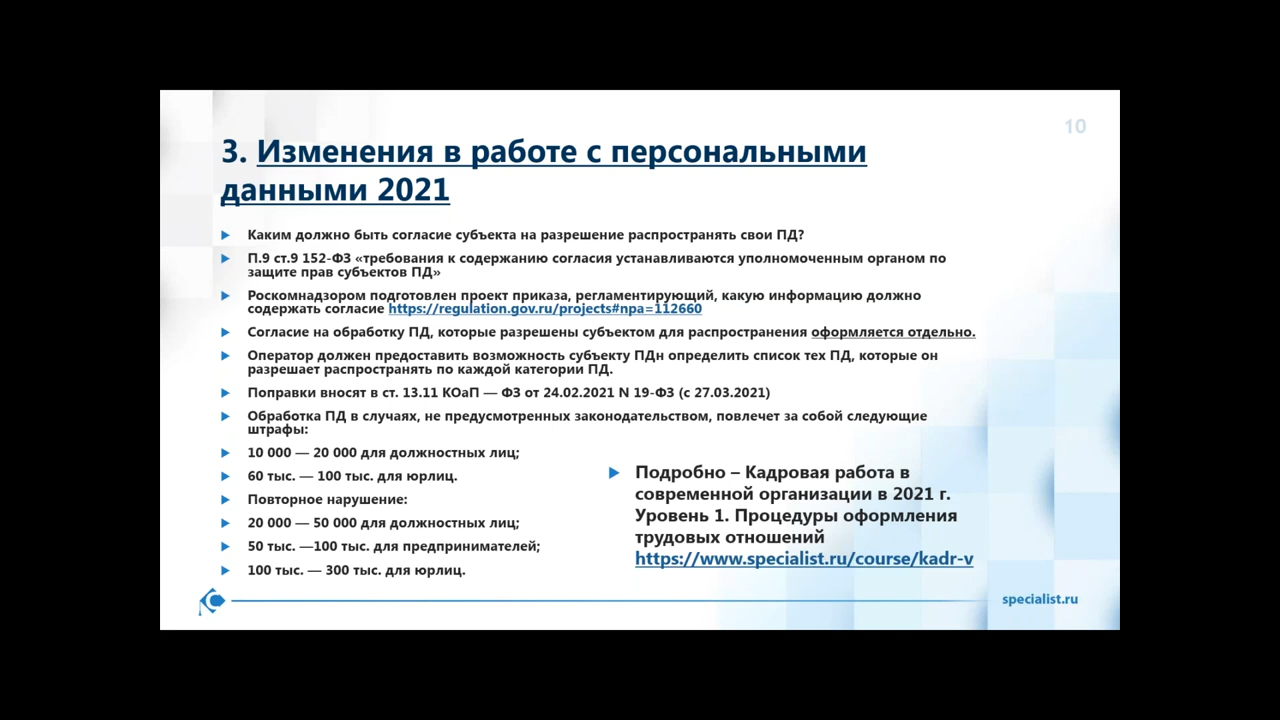 10
3. Изменения в работе с персональными
данными 2021
Каким должно быть согласие субъекта на разрешение распространять свои ПД?
П.9 ст.9 152-ФЗ «требования к содержанию согласия устанавливаются уполномоченным органом по
защите прав субъектов ПД»
Роскомнадзором подготовлен проект приказа, регламентирующий, какую информацию должно
содержать согласие https://regulation.gov.ru/projects#npa=112660
Согласие на обработку ПД, которые разрешены субъектом для распространения оформляется отдельно.
Оператор должен предоставить возможность субъекту ПДн определить список тех ПД, которые он
разрешает распространять по каждой категории ПД.
Поправки вносят в ст. 13.11 КОаП — ФЗ от 24.02.2021 N 19-ФЗ (с 27.03.2021)
Обработка ПД в случаях, не предусмотренных законодательством, повлечет за собой следующие
штрафы:
10 000 — 20 000 для должностных лиц;
60 тыс. — 100 тыс. для юрлиц.
Повторное нарушение:
20 000 — 50 000 для должностных лиц;
50 тыс. —100 тыс. для предпринимателей;
100 тыс. — 300 тыс. для юрлиц.
Подробно – Кадровая работа в
современной организации в 2021 г.
Уровень 1. Процедуры оформления
трудовых отношений
https://www.specialist.ru/course/kadr-v
specialist.ru